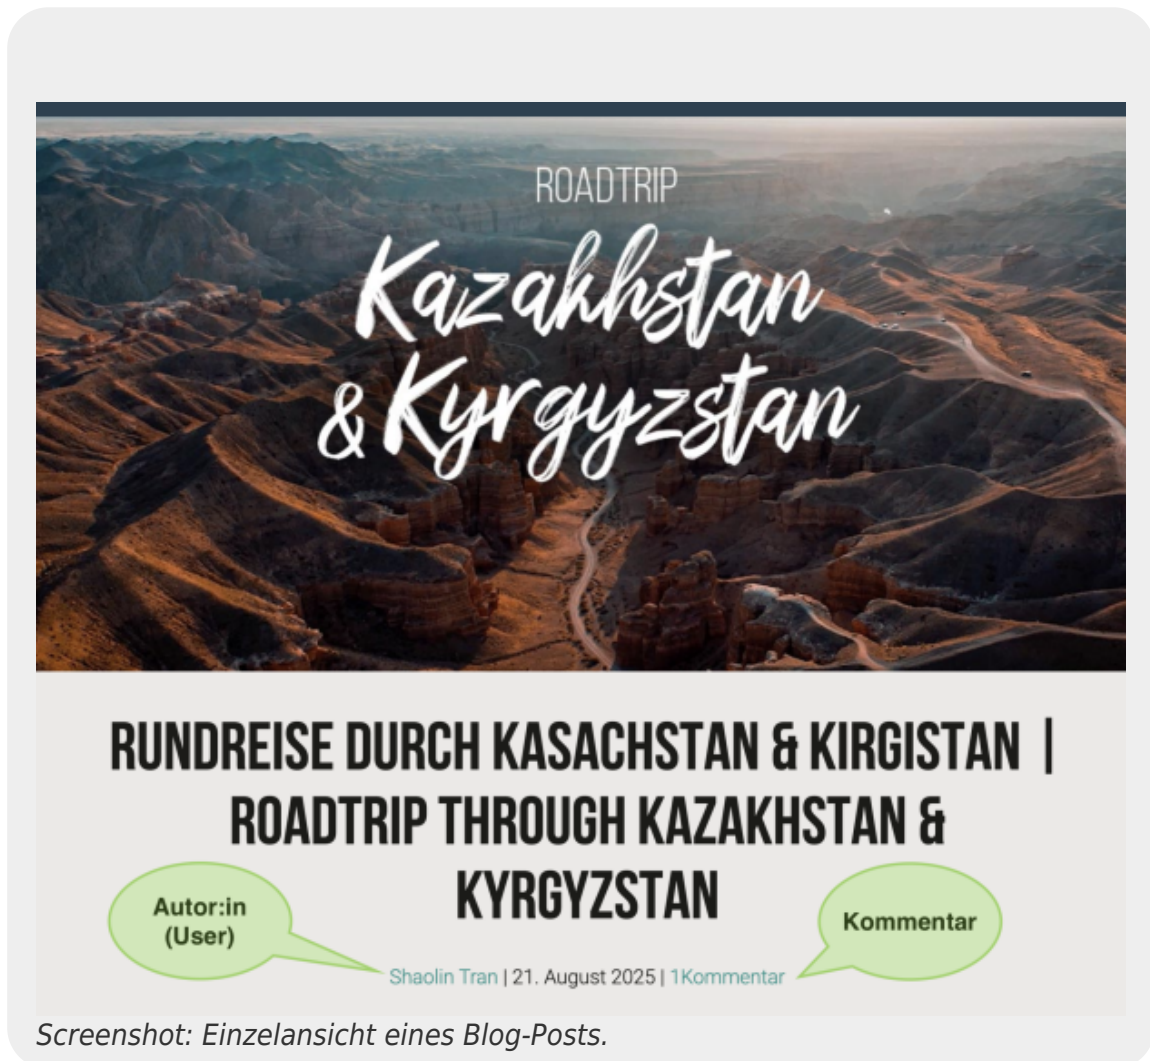 ROADTRIP
Kazakhstan
& Kyrgyzstan
RUNDREISE DURCH KASACHSTAN & KIRGISTAN |
ROADTRIP THROUGH KAZAKHSTAN &
KYRGYZSTAN
Autor:in
(User)
Kommentar
Shaolin Tran | 21. August 2025 | 1Kommentar
Screenshot: Einzelansicht eines Blog-Posts.